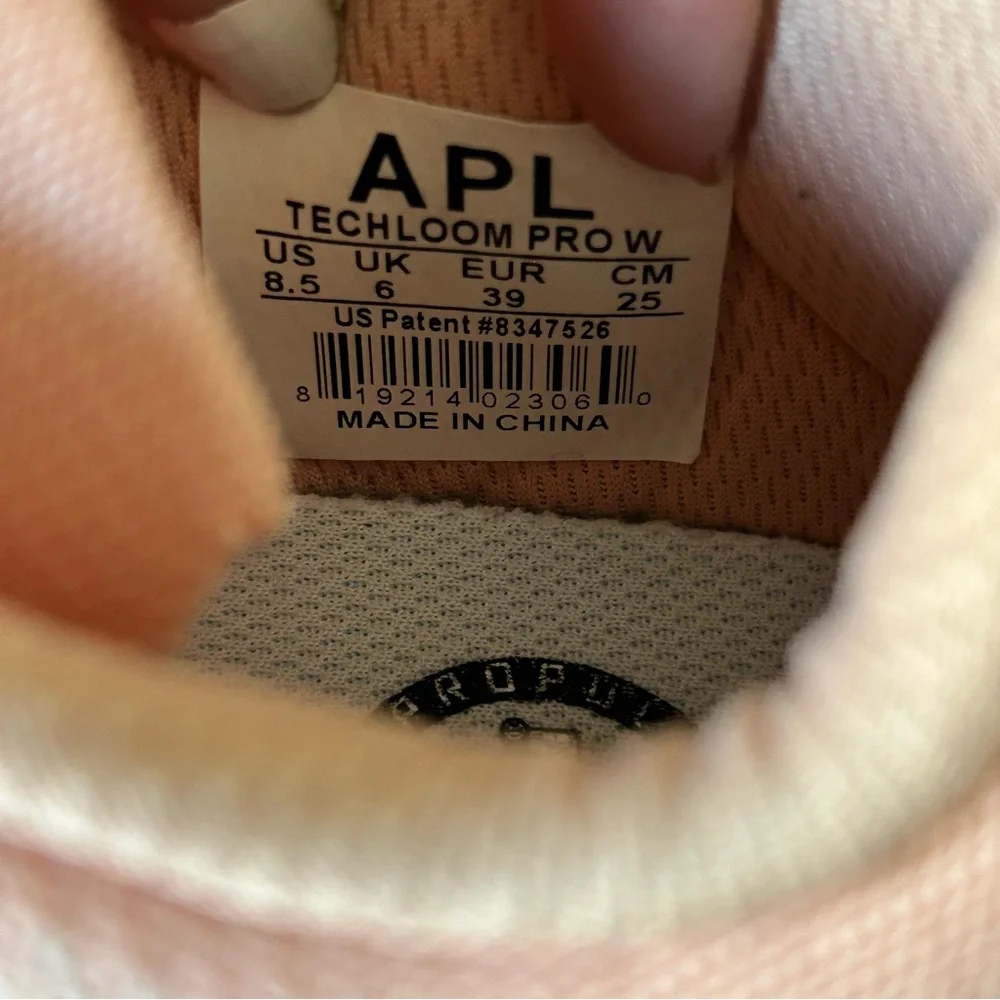 APL
TECHLOOM PRO W
US UK EUR CM
8.5 6 39 25
US Patent #8347526
8 19214 02306 0
MADE IN CHINA
PROPUL